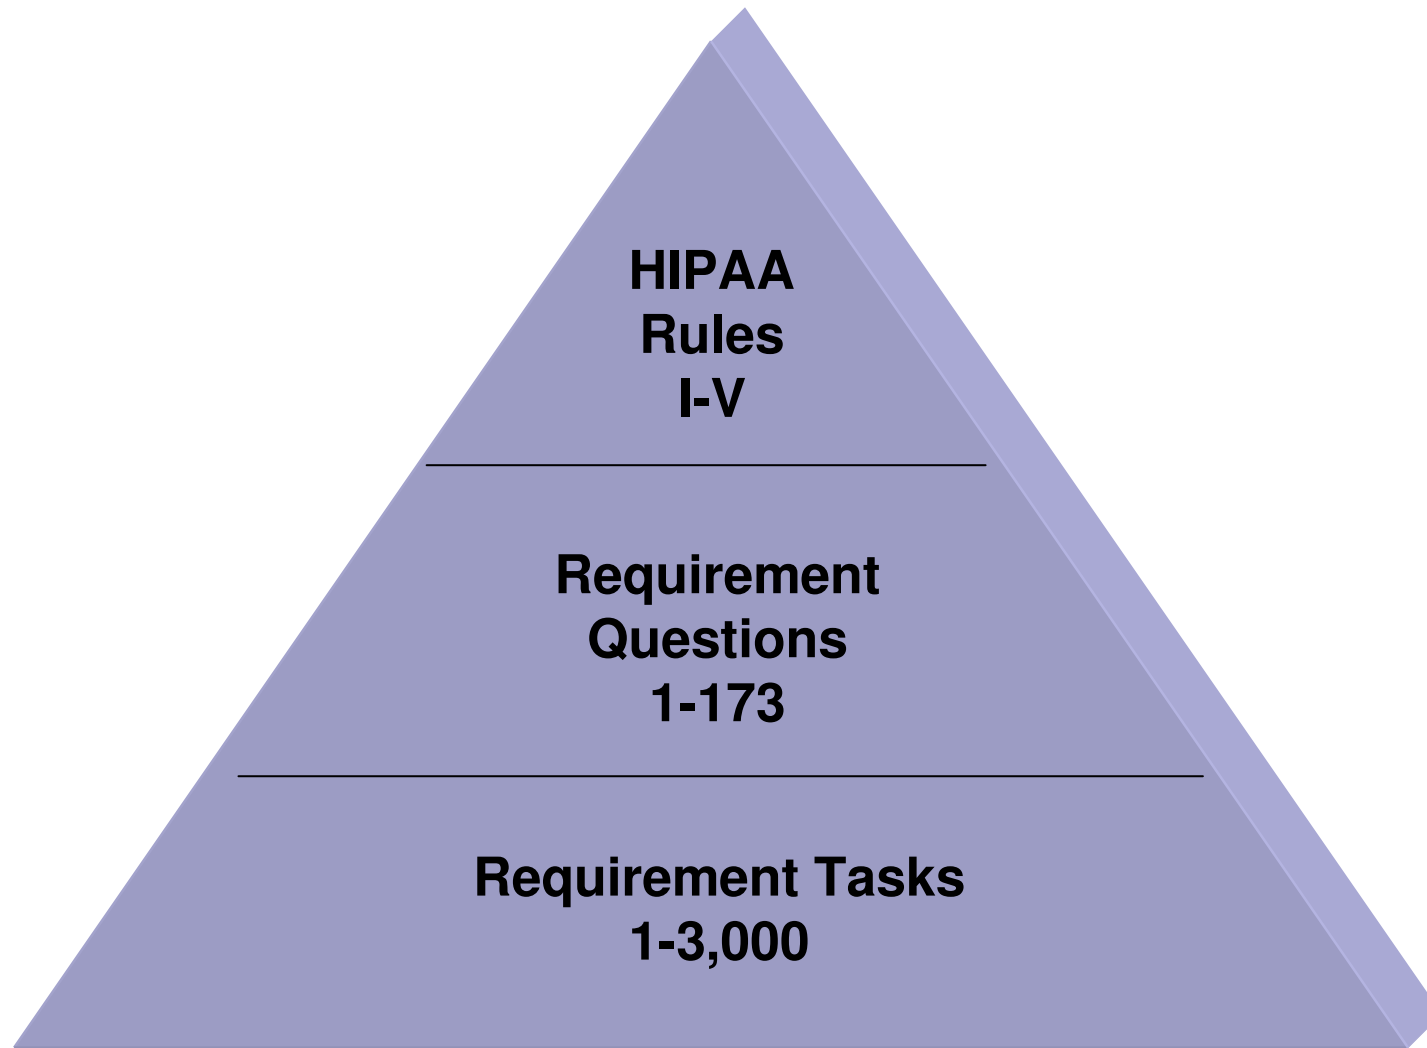 HIPAA
Rules
I-V
Requirement
Questions
1-173
Requirement Tasks
1-3,000